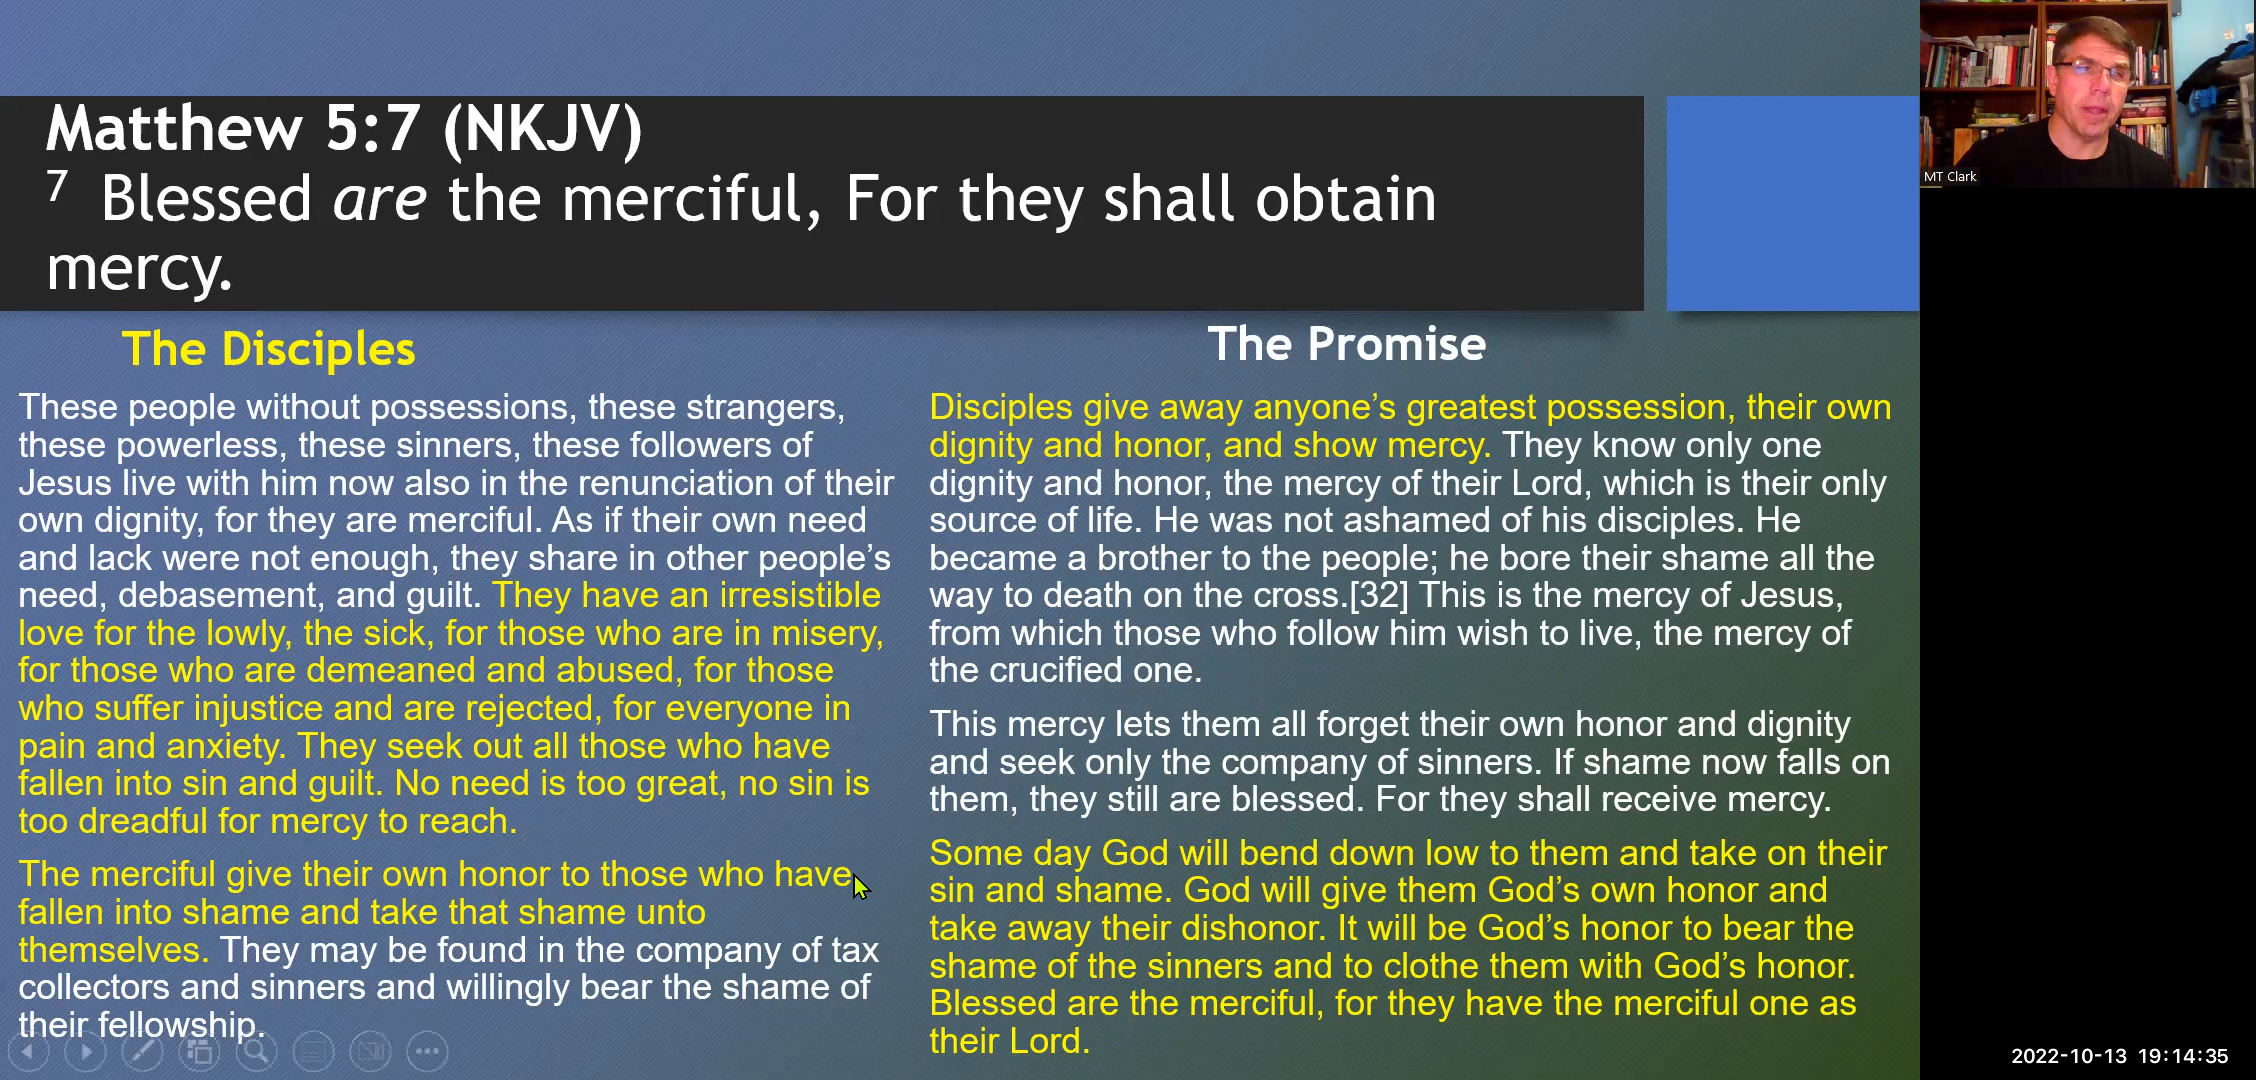 Matthew 5:7 (NKJV)
7 Blessed are the merciful, For they shall obtain
mercy.
The Disciples
These people without possessions, these strangers,
these powerless, these sinners, these followers of
Jesus live with him now also in the renunciation of their
own dignity, for they are merciful. As if their own need
and lack were not enough, they share in other people’s
need, debasement, and guilt. They have an irresistible
love for the lowly, the sick, for those who are in misery,
for those who are demeaned and abused, for those
who suffer injustice and are rejected, for everyone in
pain and anxiety. They seek out all those who have
fallen into sin and guilt. No need is too great, no sin is
too dreadful for mercy to reach.
The merciful give their own honor to those who have
fallen into shame and take that shame unto
themselves. They may be found in the company of tax
collectors and sinners and willingly bear the shame of
their fellowship.
The Promise
Disciples give away anyone’s greatest possession, their own
dignity and honor, and show mercy. They know only one
dignity and honor, the mercy of their Lord, which is their only
source of life. He was not ashamed of his disciples. He
became a brother to the people; he bore their shame all the
way to death on the cross.[32] This is the mercy of Jesus,
from which those who follow him wish to live, the mercy of
the crucified one.
This mercy lets them all forget their own honor and dignity
and seek only the company of sinners. If shame now falls on
them, they still are blessed. For they shall receive mercy.
Some day God will bend down low to them and take on their
sin and shame. God will give them God’s own honor and
take away their dishonor. It will be God’s honor to bear the
shame of the sinners and to clothe them with God’s honor.
Blessed are the merciful, for they have the merciful one as
their Lord.
MT Clark
2022-10-13 19:14:35